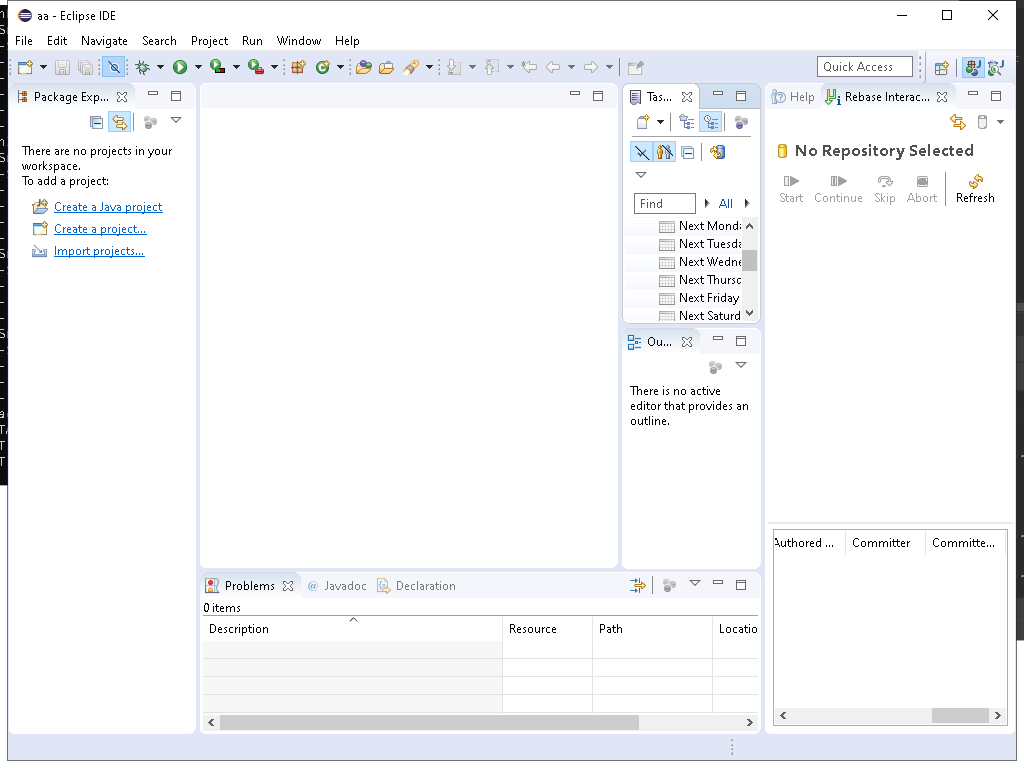 aa - Eclipse IDE
File Edit Navigate Search Project Run Window Help
Quick Access
Package Exp...
There are no projects in your
workspace.
To add a project:
Create a Java project
Create a project...
Import projects...
Tas...
Find
All
Next Mond
Next Tuesda
Next Wedne
Next Thursd
Next Friday
Next Saturd
Ou...
There is no active
editor that provides an
outline.
Help Rebase Interac...
No Repository Selected
Start Continue Skip Abort Refresh
Authored ... Committer Committe...
Problems @ Javadoc Declaration
0 items
Description Resource Path Locatio